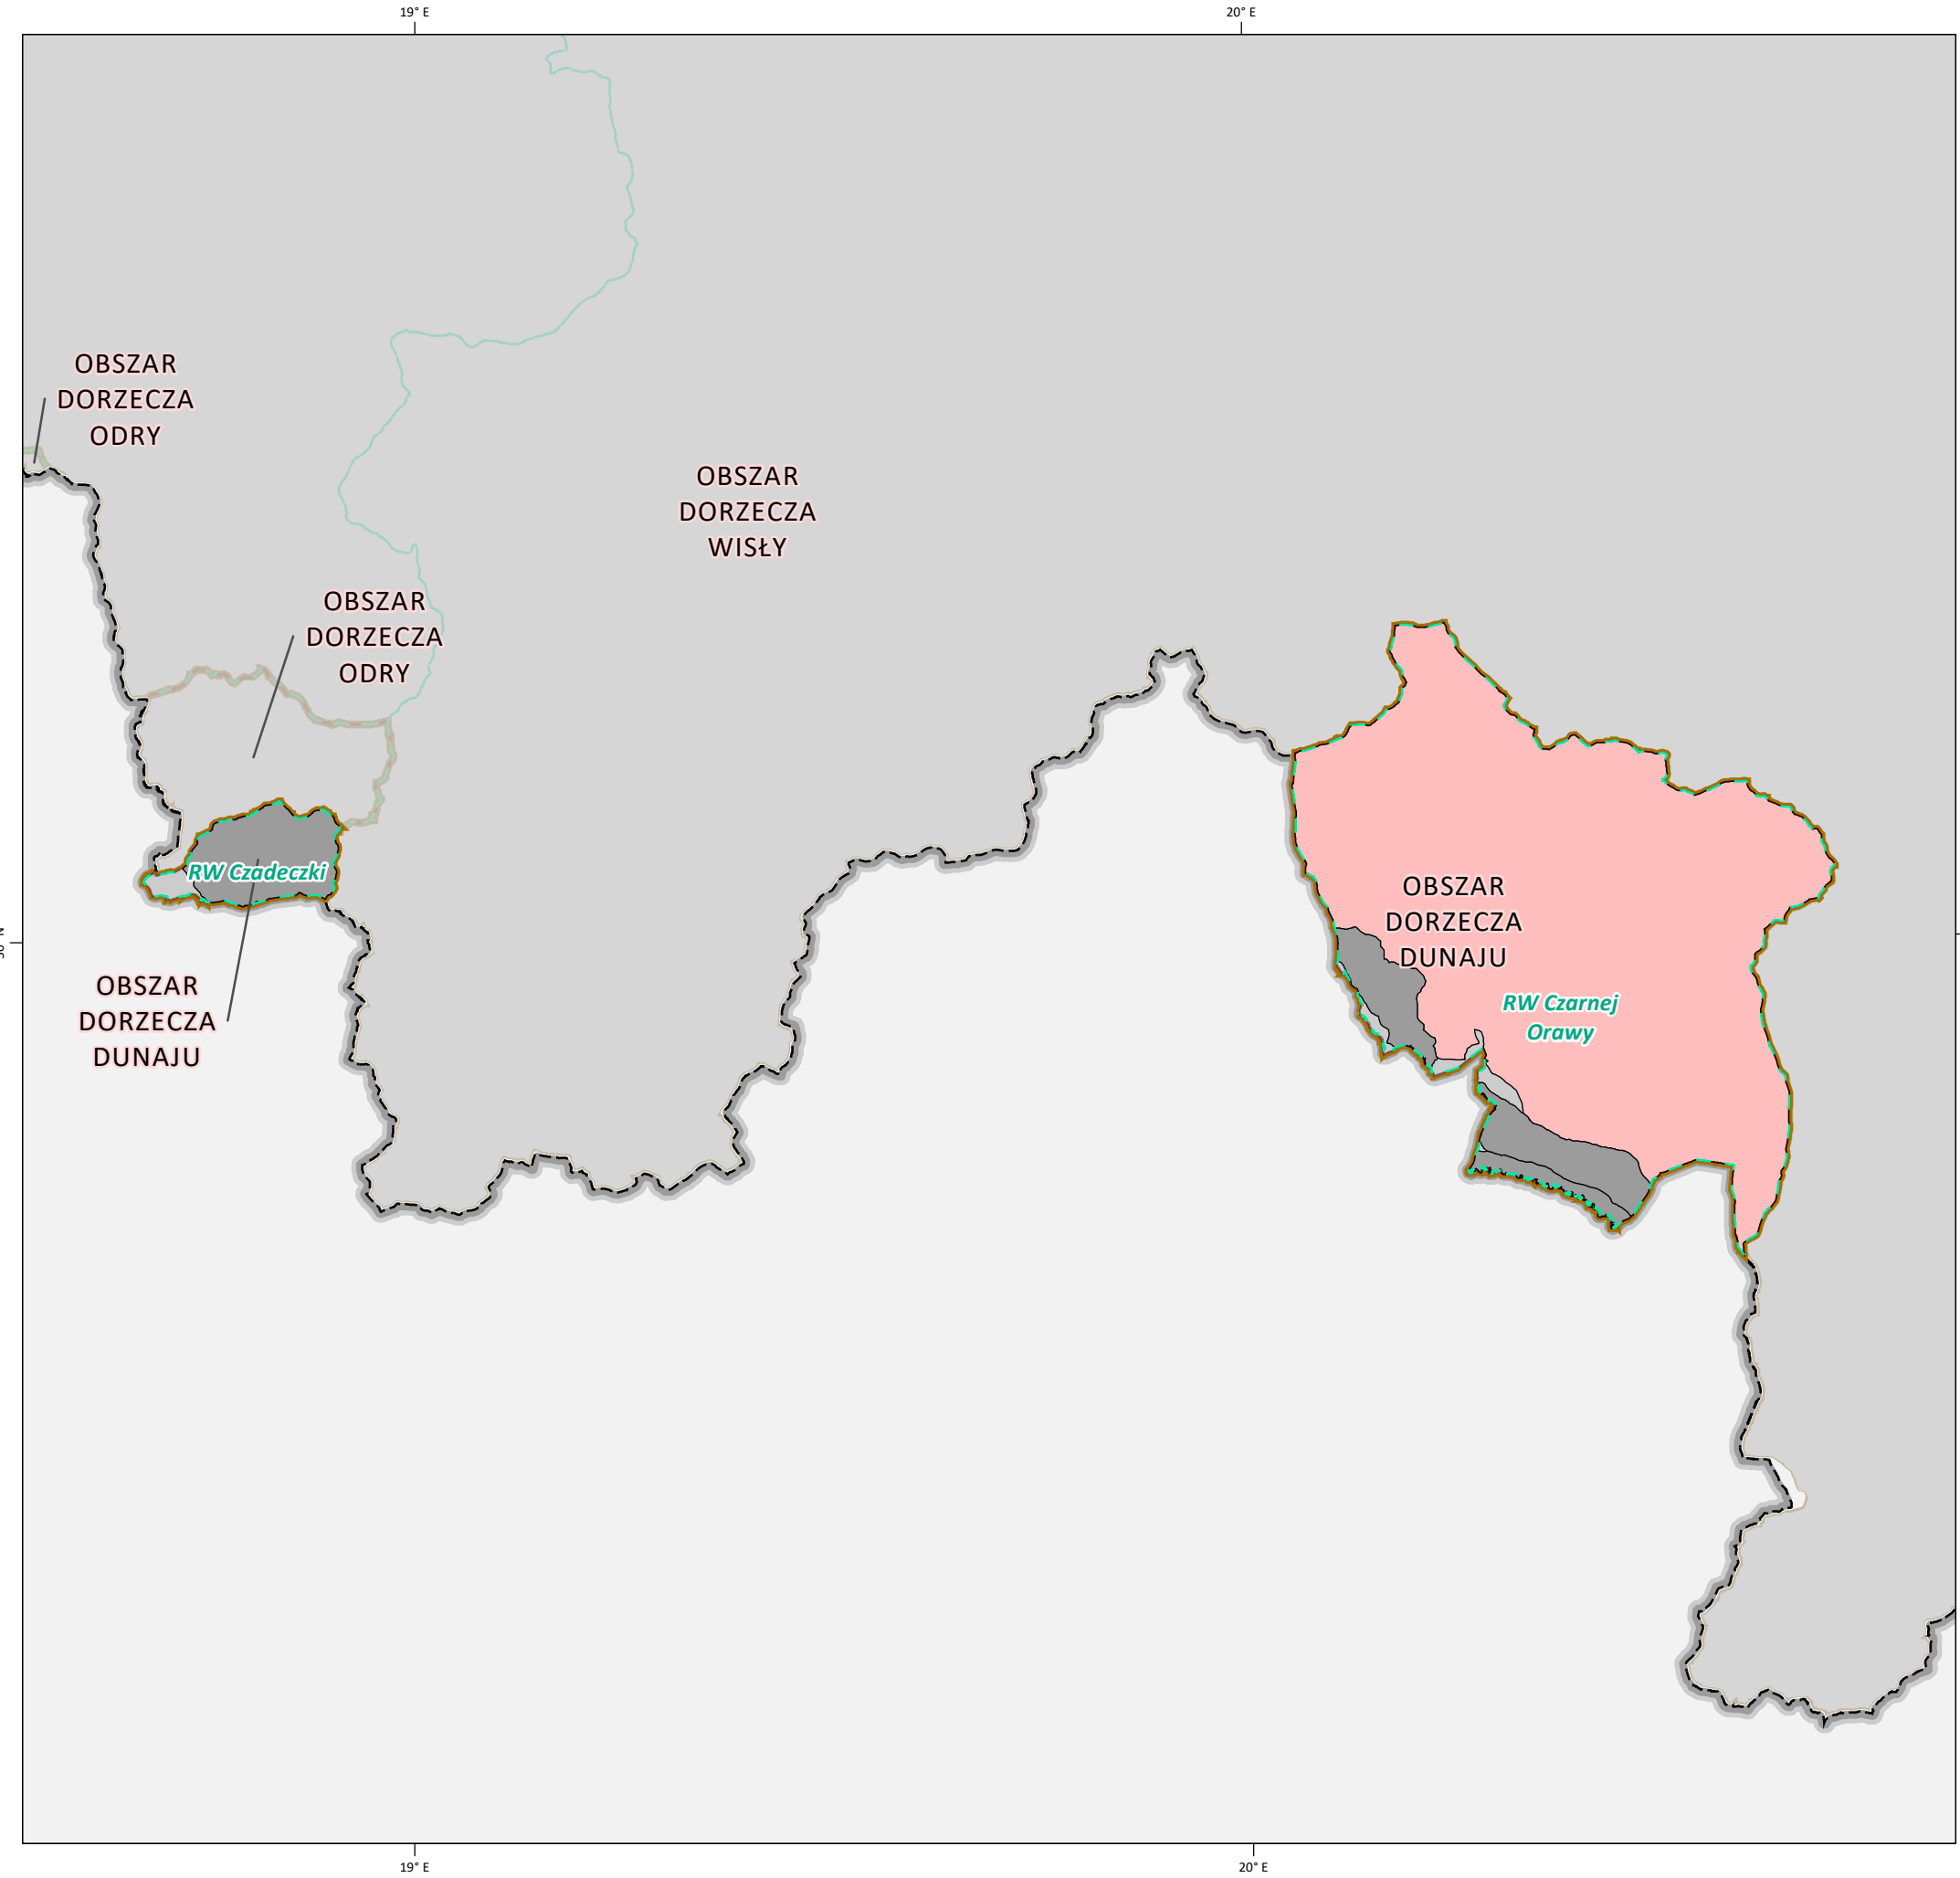 19° E
20° E
OBSZAR
DORZECZA
ODRY
OBSZAR
DORZECZA
WISŁY
OBSZAR
DORZECZA
ODRY
RW Czadeczki
OBSZAR
DORZECZA
DUNAJU
RW Czarnej
Orawy
OBSZAR
DORZECZA
DUNAJU
19° E
20° E